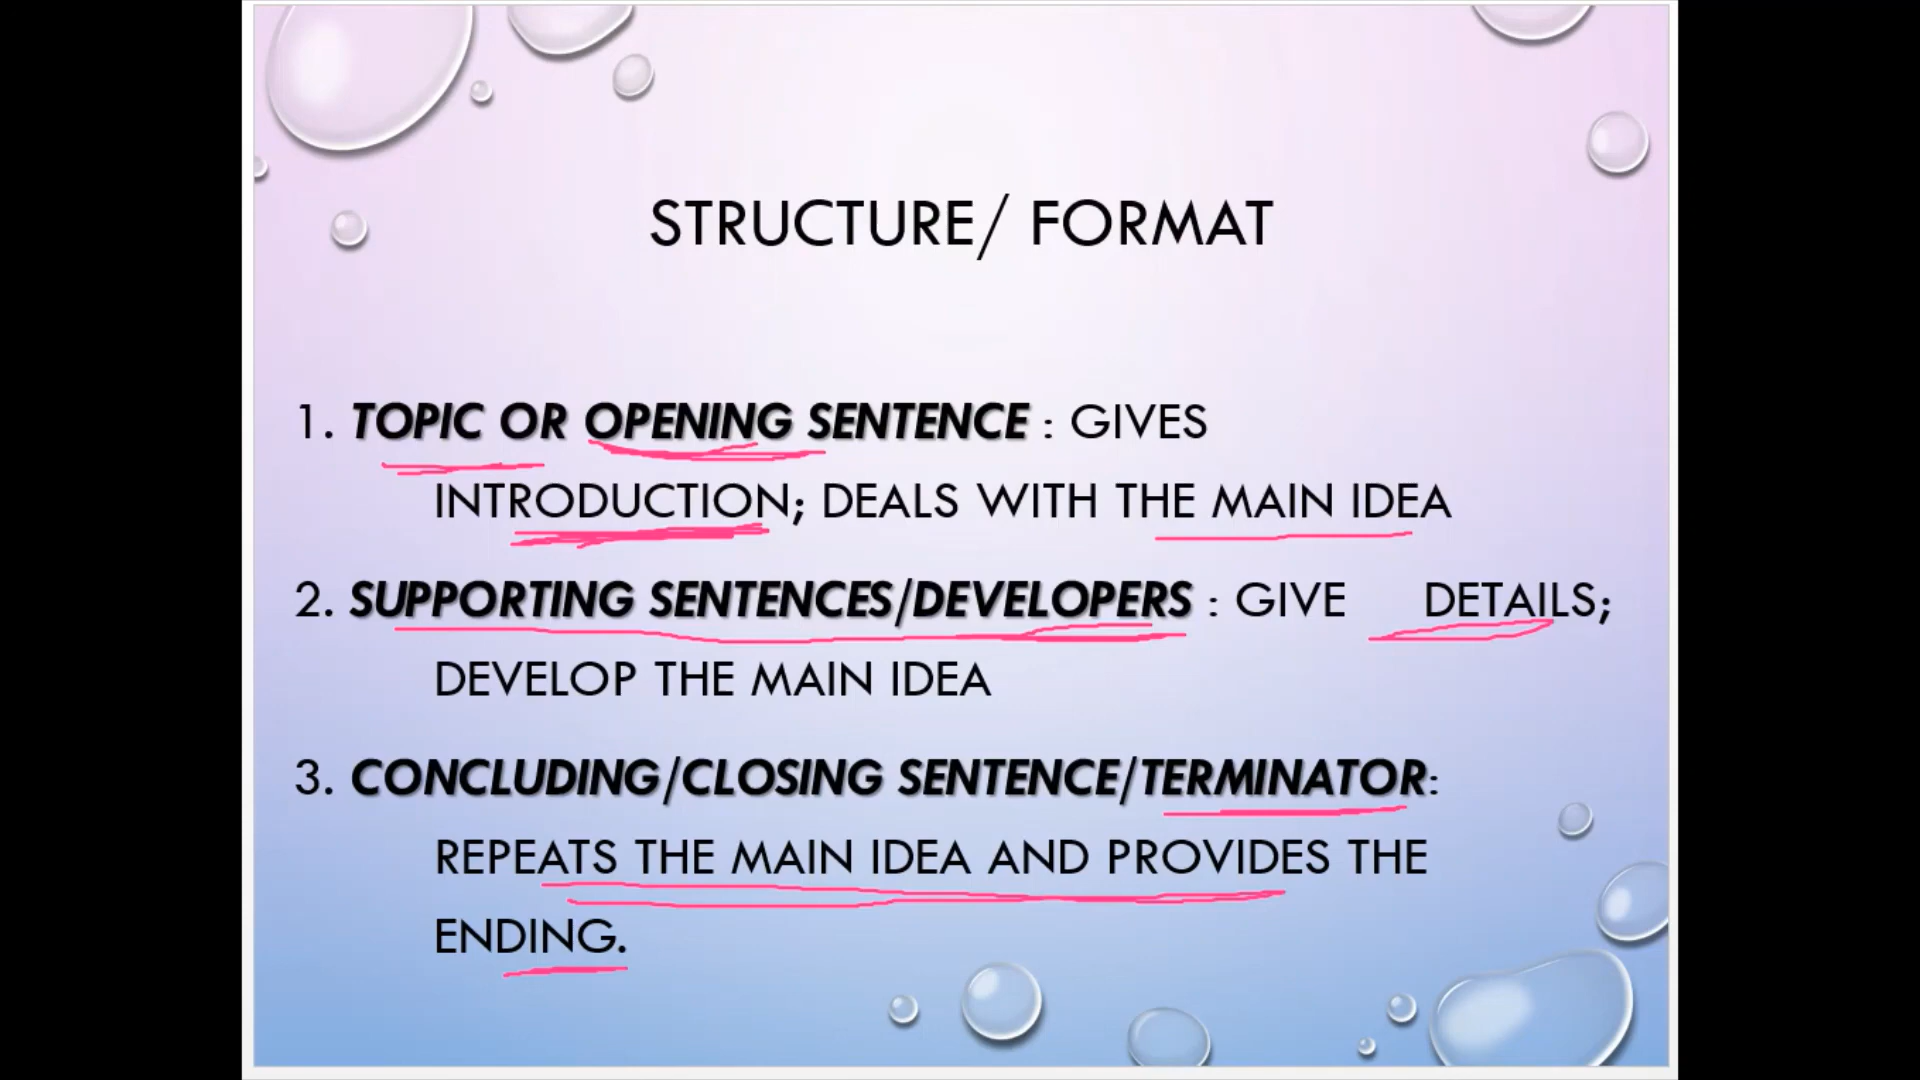 STRUCTURE/ FORMAT
1. TOPIC OR OPENING SENTENCE : GIVES
INTRODUCTION; DEALS WITH THE MAIN IDEA
2. SUPPORTING SENTENCES/DEVELOPERS : GIVE DETAILS;
DEVELOP THE MAIN IDEA
3. CONCLUDING/CLOSING SENTENCE/TERMINATOR:
REPEATS THE MAIN IDEA AND PROVIDES THE
ENDING.